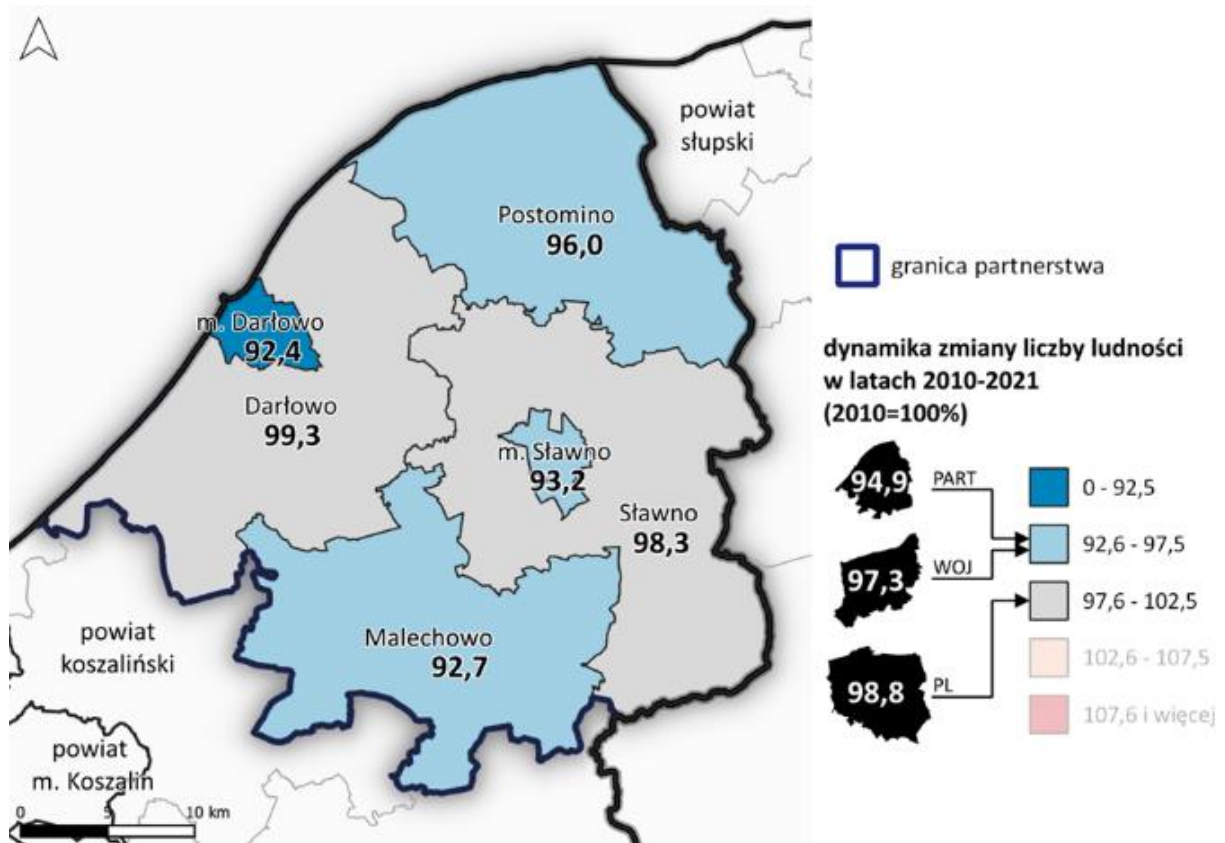 powiat
słupski
Postomino
96,0
m. Darłowo
92,4
Darłowo
99,3
m. Sławno
93,2
Sławno
98,3
Malechowo
92,7
powiat
koszaliński
powiat
m. Koszalin
0 5 10 km
granica partnerstwa
dynamika zmiany liczby ludności
w latach 2010-2021
(2010=100%)
94,9 PART
97,3 WOJ
98,8 PL
0 - 92,5
92,6 - 97,5
97,6 - 102,5
102,6 - 107,5
107,6 i więcej